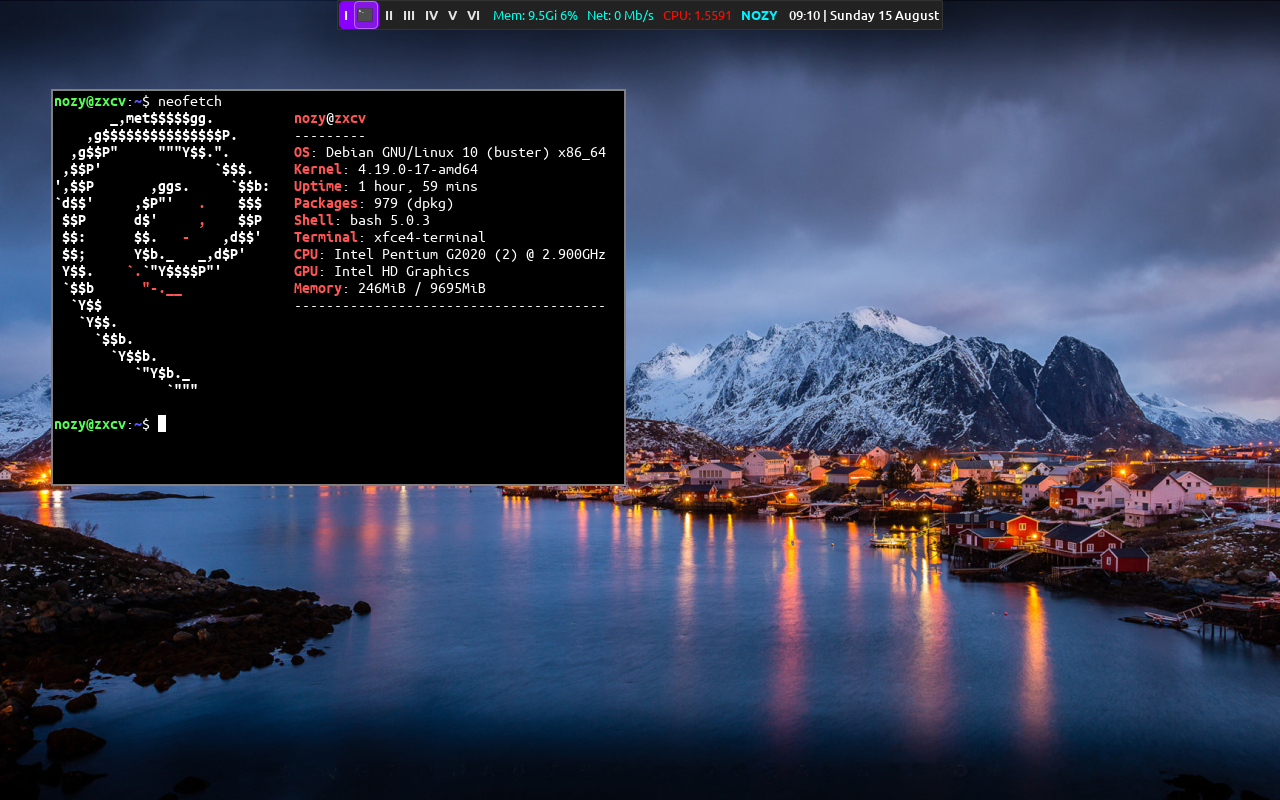 I II III IV V VI Mem: 9.5Gi 6% Net: 0 Mb/s CPU: 1.5591 NOZY 09:10 | Sunday 15 August
nozy@zxcv:~$ neofetch
       _,met$$$$$gg.          nozy@zxcv
    ,g$$$$$$$$$$$$$$$P.       ---------
  ,g$$P"     """Y$$.".        OS: Debian GNU/Linux 10 (buster) x86_64
 ,$$P'              `$$$.     Kernel: 4.19.0-17-amd64
',$$P       ,ggs.     `$$b:   Uptime: 1 hour, 59 mins
`d$$'     ,$P"'   .    $$$    Packages: 979 (dpkg)
 $$P      d$'     ,    $$P    Shell: bash 5.0.3
 $$:      $$.   -    ,d$$'    Terminal: xfce4-terminal
 $$;      Y$b._   _,d$P'      CPU: Intel Pentium G2020 (2) @ 2.900GHz
 Y$$.    `.`"Y$$$$P"'         GPU: Intel HD Graphics
 `$$b      "-.__              Memory: 246MiB / 9695MiB
  `Y$$                        ---------------------------------------
   `Y$$.
     `$$b.
       `Y$$b.
          `"Y$b._
              `"""
nozy@zxcv:~$